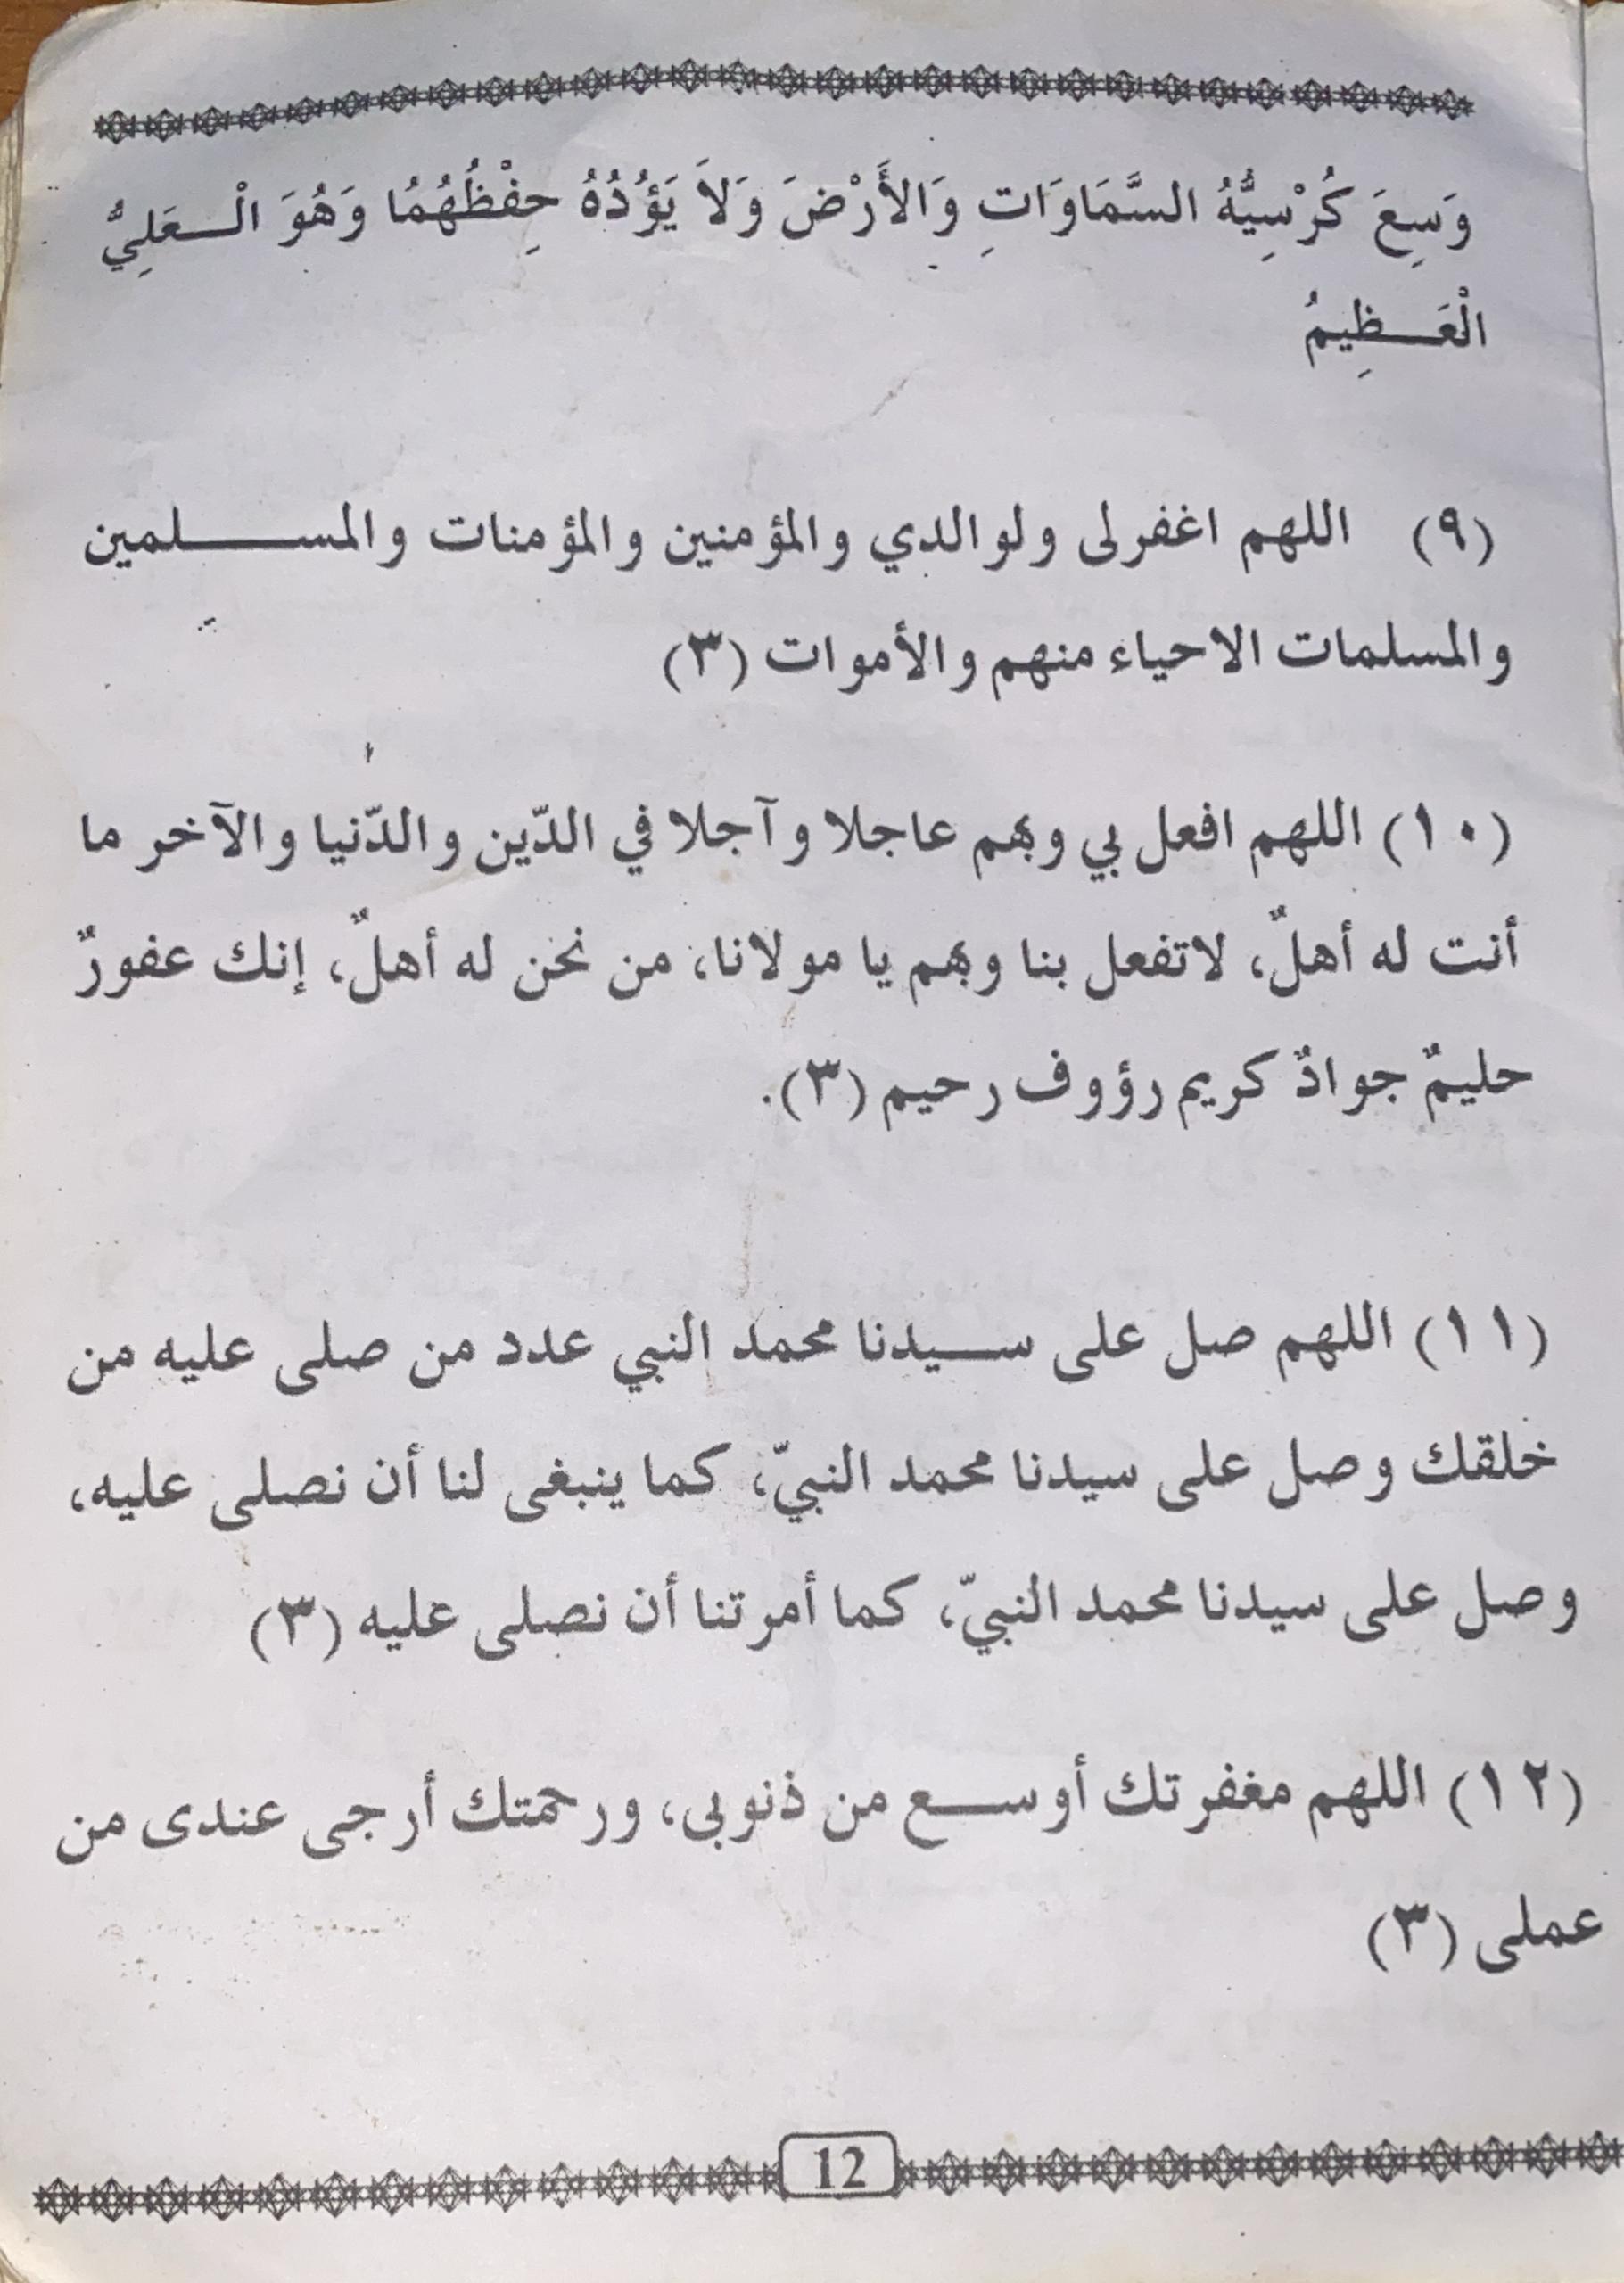 وَسِعَ كُرْسِيُّهُ السَّمَاوَاتِ وَالأَرْضَ وَلاَ يَؤُدُهُ حِفْظُهُمَُا وَهُوَ الْـعَلِيُّ
الْعَـظِيمُ
(٩) اللهم اغفرلى ولوالدي والمؤمنين والمؤمنات والمســلمين
والمسلمات الاحياء منهم والأموات (٣)
(١٠) اللهم افعل بي وبهم عاجلا وآجلا في الدّين والدّنيا والآخر ما
أنت له أهلٌ، لاتفعل بنا وبهم يا مولانا، من نحن له أهلٌ، إنك عفورٌ
حليمٌ جوادٌ كريم رؤوف رحيم (٣).
(١١) اللهم صل على ســيدنا محمد النبي عدد من صلى عليه من
خلقك وصل على سيدنا محمد النبيّ، كما ينبغى لنا أن نصلى عليه،
وصل على سيدنا محمد النبيّ، كما أمرتنا أن نصلى عليه (٣)
(١٢) اللهم مغفرتك أوســع من ذنوبى، ورحمتك أرجى عندى من
عملى (٣)
12